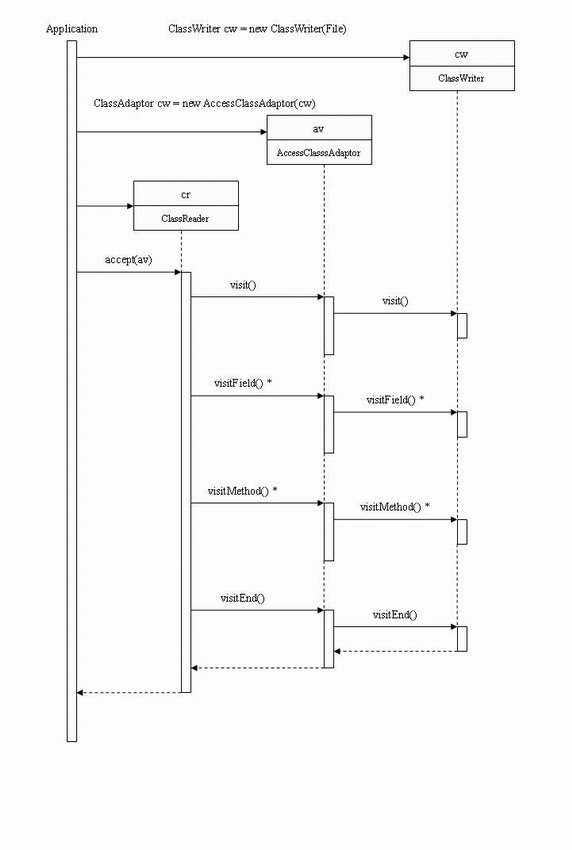 Application
ClassWriter cw = new ClassWriter(File)
cw
ClassWriter
ClassAdaptor cw = new AccessClassAdaptor(cw)
av
AccessClasssAdaptor
cr
ClassReader
accept(av)
visit()
visit()
visitField() *
visitField() *
visitMethod() *
visitMethod() *
visitEnd()
visitEnd()